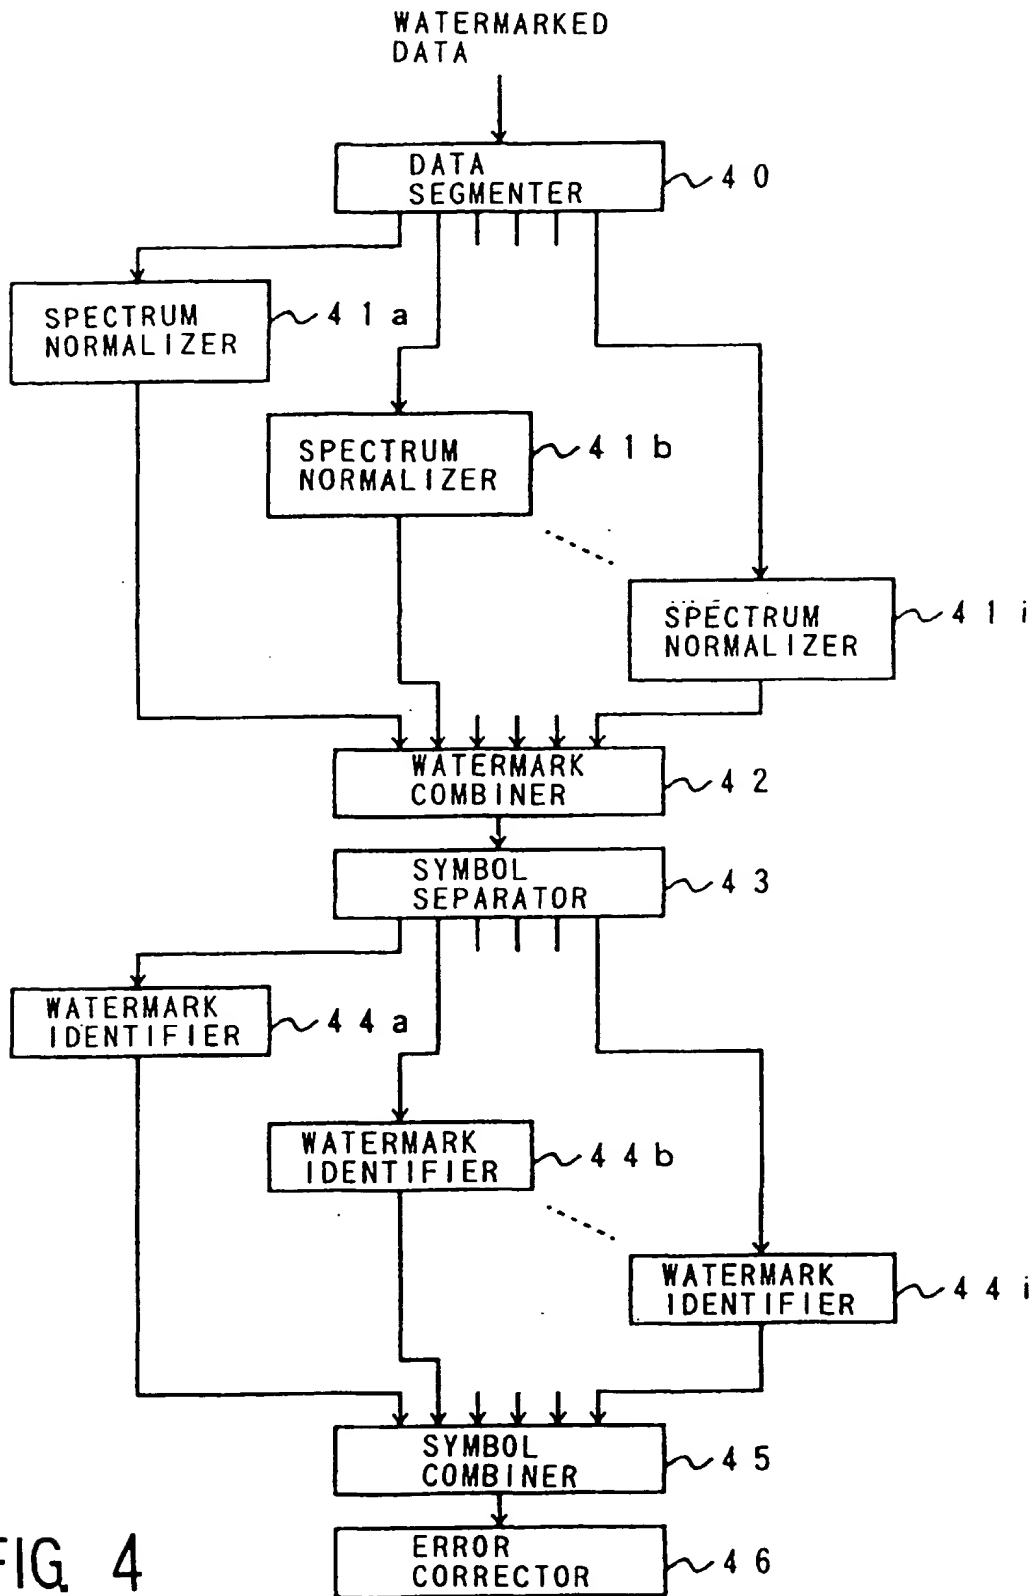 WATERMARKED
DATA
DATA
SEGMENTER
40
SPECTRUM
NORMALIZER
41a
SPECTRUM
NORMALIZER
41b
SPECTRUM
NORMALIZER
41i
WATERMARK
COMBINER
42
SYMBOL
SEPARATOR
43
WATERMARK
IDENTIFIER
44a
WATERMARK
IDENTIFIER
44b
WATERMARK
IDENTIFIER
44i
SYMBOL
COMBINER
45
ERROR
CORRECTOR
46
FIG. 4